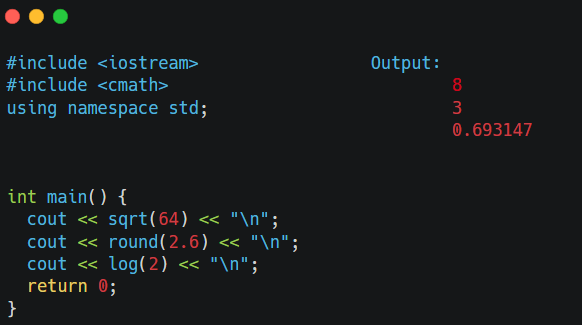 #include <iostream>
#include <cmath>
using namespace std;
Output:
8
3
0.693147
int main() {
  cout << sqrt(64) << "\n";
  cout << round(2.6) << "\n";
  cout << log(2) << "\n";
  return 0;
}